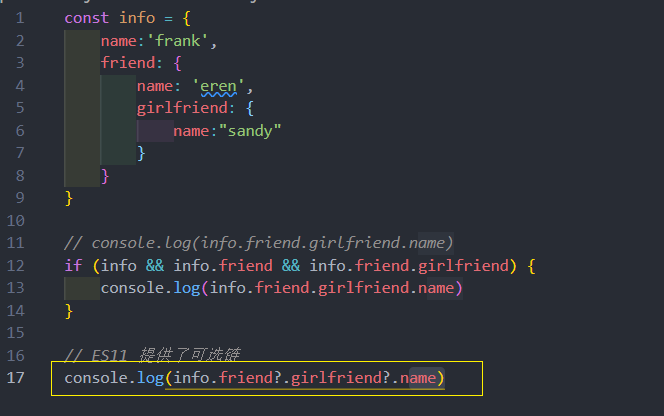 1 const info = {
2 name:'frank',
3 friend: {
4 name: 'eren',
5 girlfriend: {
6 name:"sandy"
7 }
8 }
9 }
10
11 // console.log(info.friend.girlfriend.name)
12 if (info && info.friend && info.friend.girlfriend) {
13 console.log(info.friend.girlfriend.name)
14 }
15
16 // ES11 提供了可选链
17 console.log(info.friend?.girlfriend?.name)